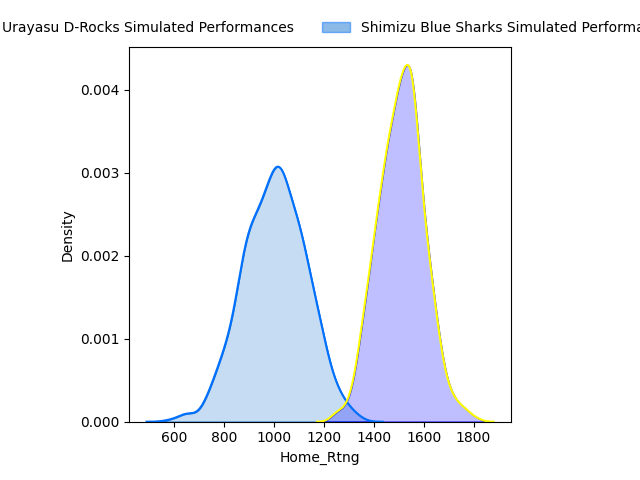 Urayasu D-Rocks Simulated Performances Shimizu Blue Sharks Simulated Performa
0.004
0.003
0.002
0.001
0.000
Density
600 800 1000 1200 1400 1600 1800
Home_Rtng